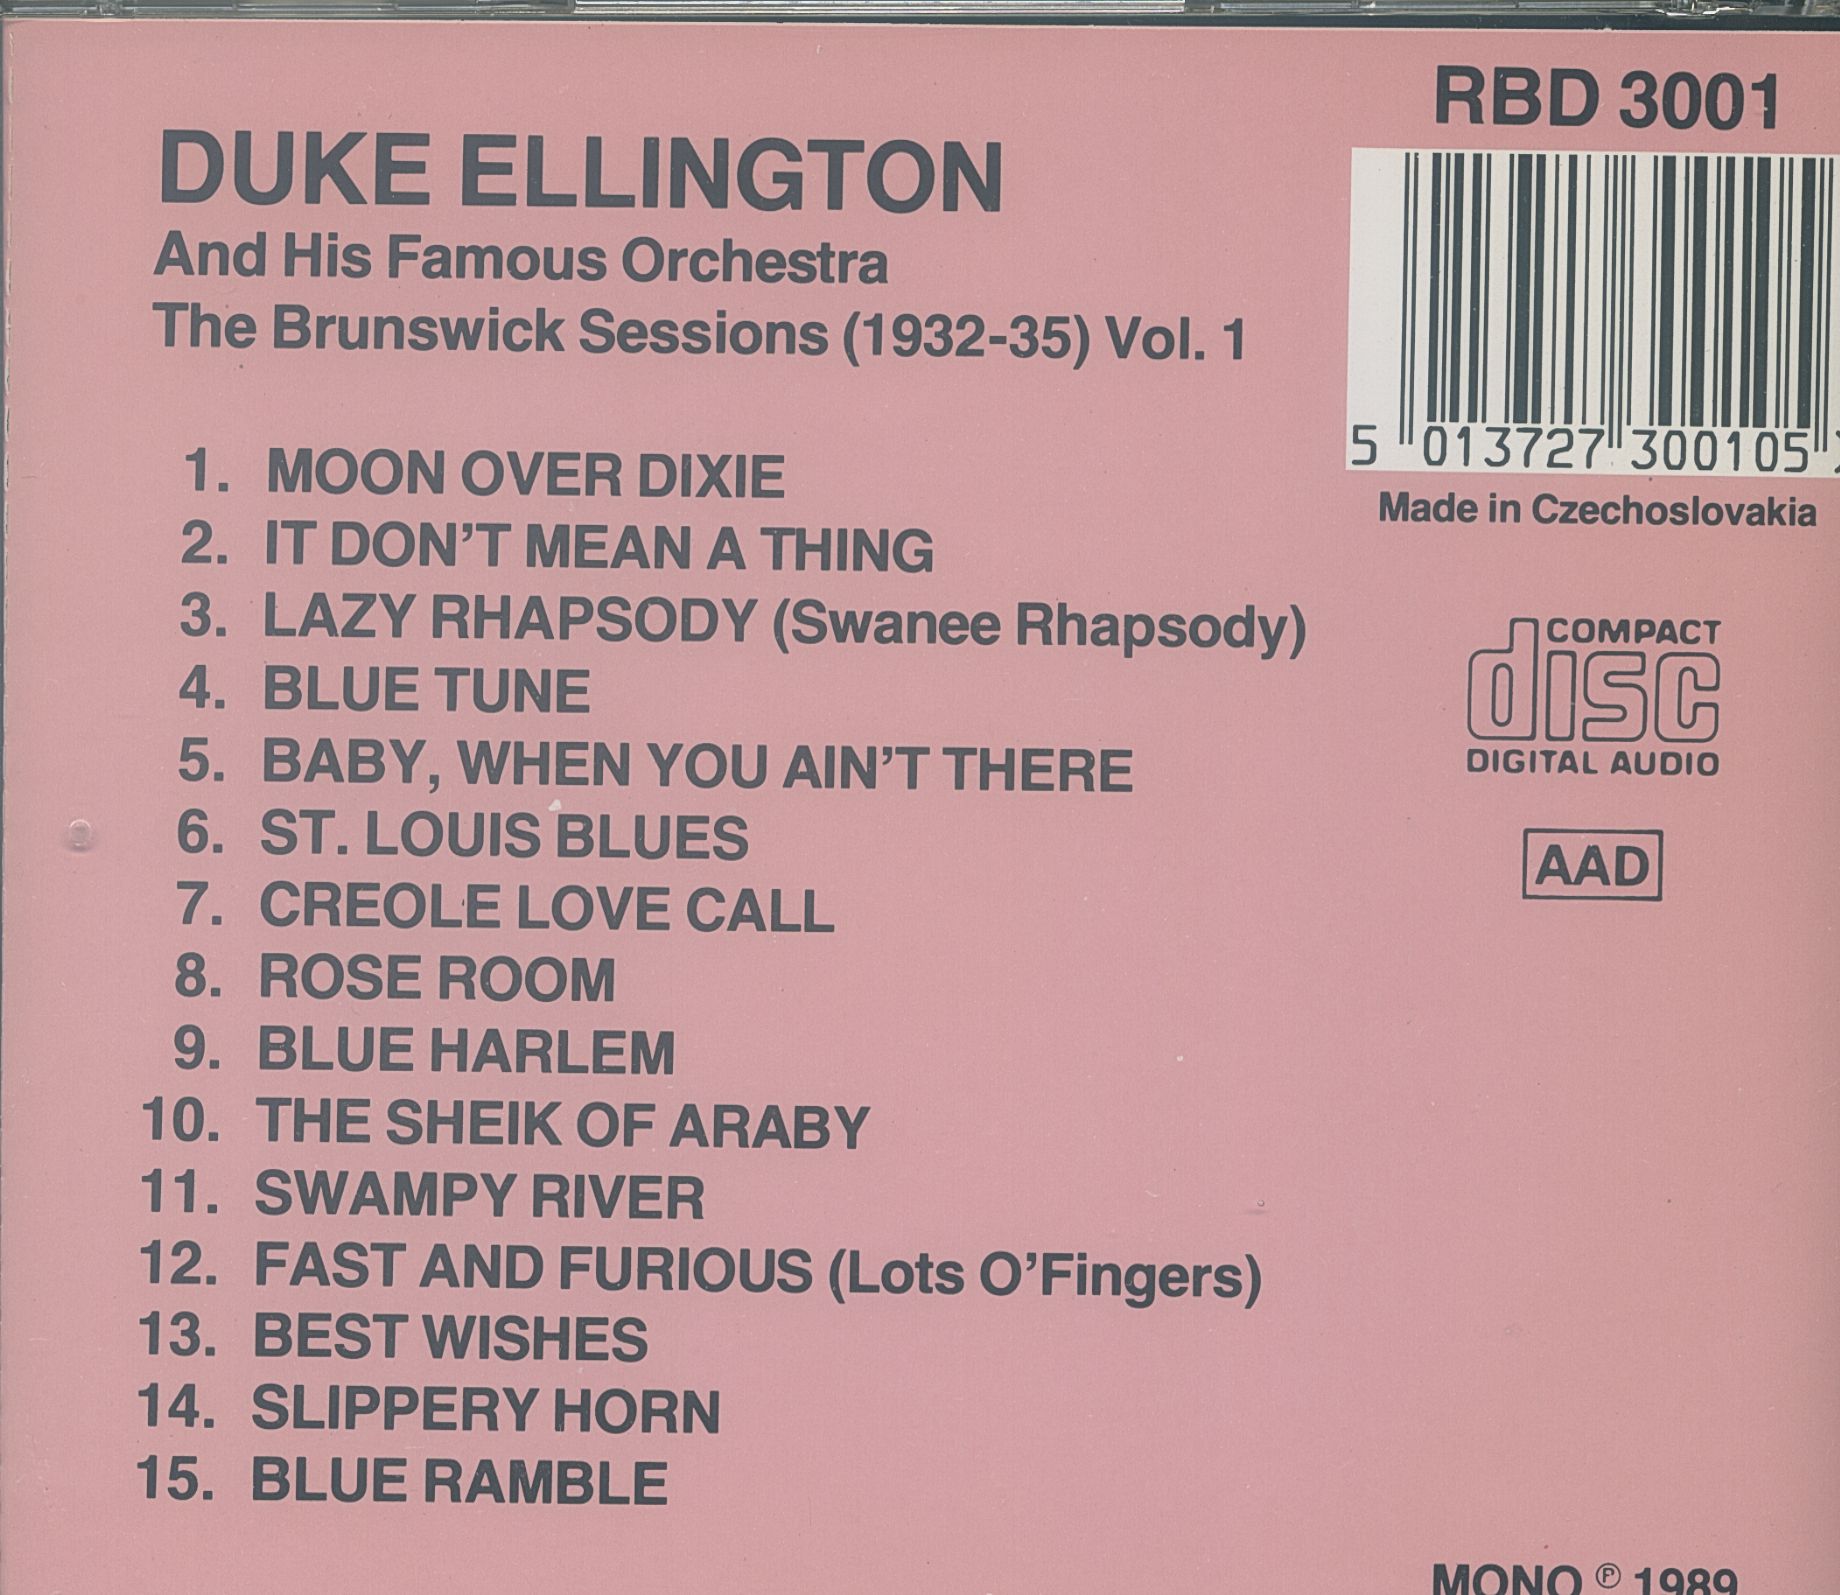 RBD 3001
DUKE ELLINGTON
And His Famous Orchestra
The Brunswick Sessions (1932-35) Vol. 1
1. MOON OVER DIXIE
2. IT DON'T MEAN A THING
3. LAZY RHAPSODY (Swanee Rhapsody)
4. BLUE TUNE
5. BABY, WHEN YOU AIN'T THERE
6. ST. LOUIS BLUES
7. CREOLE LOVE CALL
8. ROSE ROOM
9. BLUE HARLEM
10. THE SHEIK OF ARABY
11. SWAMPY RIVER
12. FAST AND FURIOUS (Lots O'Fingers)
13. BEST WISHES
14. SLIPPERY HORN
15. BLUE RAMBLE
5 013727 300105
Made in Czechoslovakia
COMPACT
disc
DIGITAL AUDIO
AAD
MONO ℗ 1989